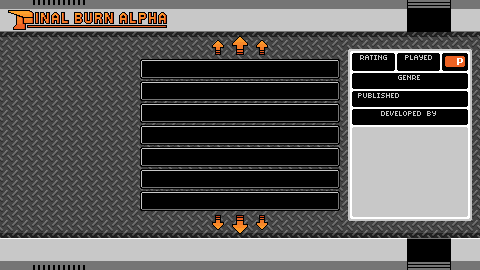 FINAL BURN ALPHA
RATING
PLAYED
P
GENRE
PUBLISHED
DEVELOPED BY